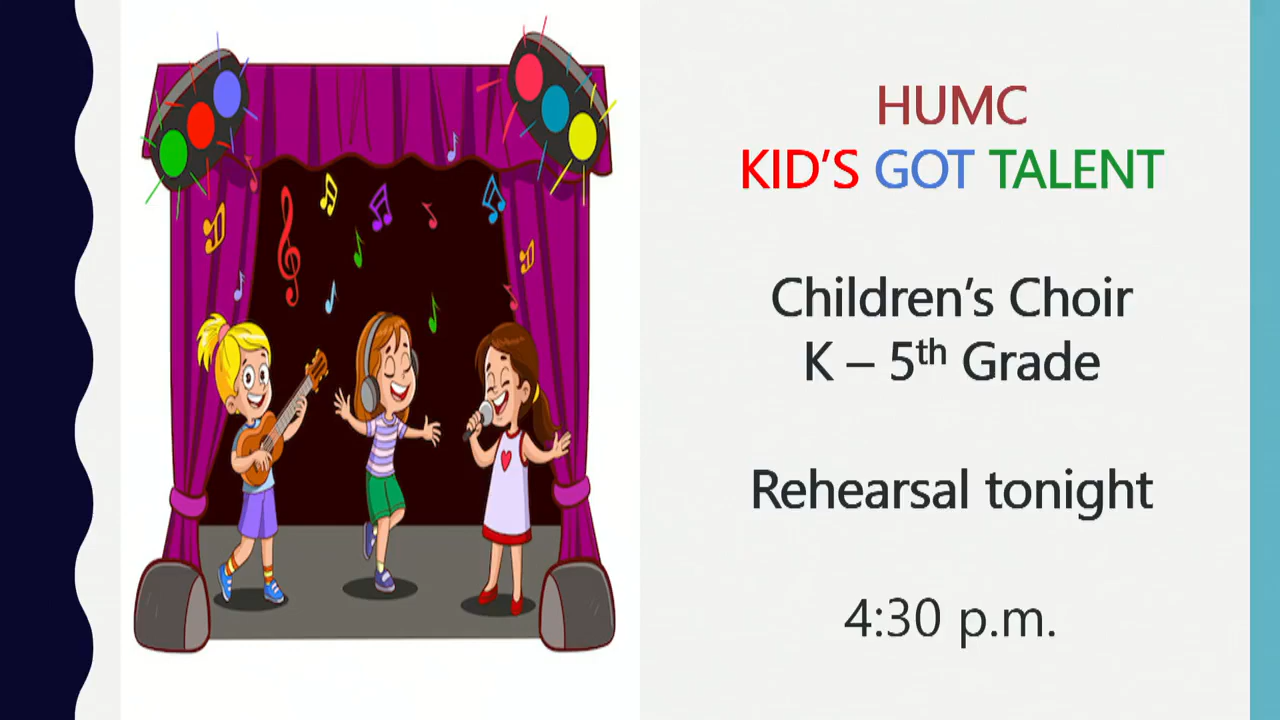 HUMC
KID’S GOT TALENT
Children’s Choir
K – 5th Grade
Rehearsal tonight
4:30 p.m.